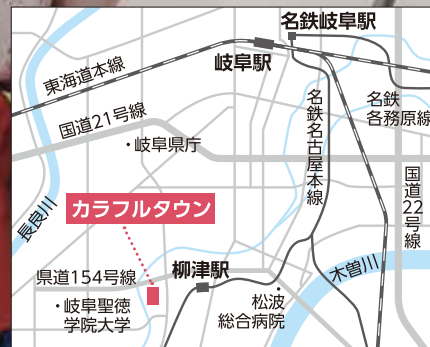 名鉄岐阜駅
岐阜駅
東海道本線
名鉄
各務原線
国道21号線
・岐阜県庁
名鉄名古屋本線
国道22号線
長良川
カラフルタウン
県道154号線
柳津駅
木曽川
・岐阜聖徳
学院大学
松波
総合病院